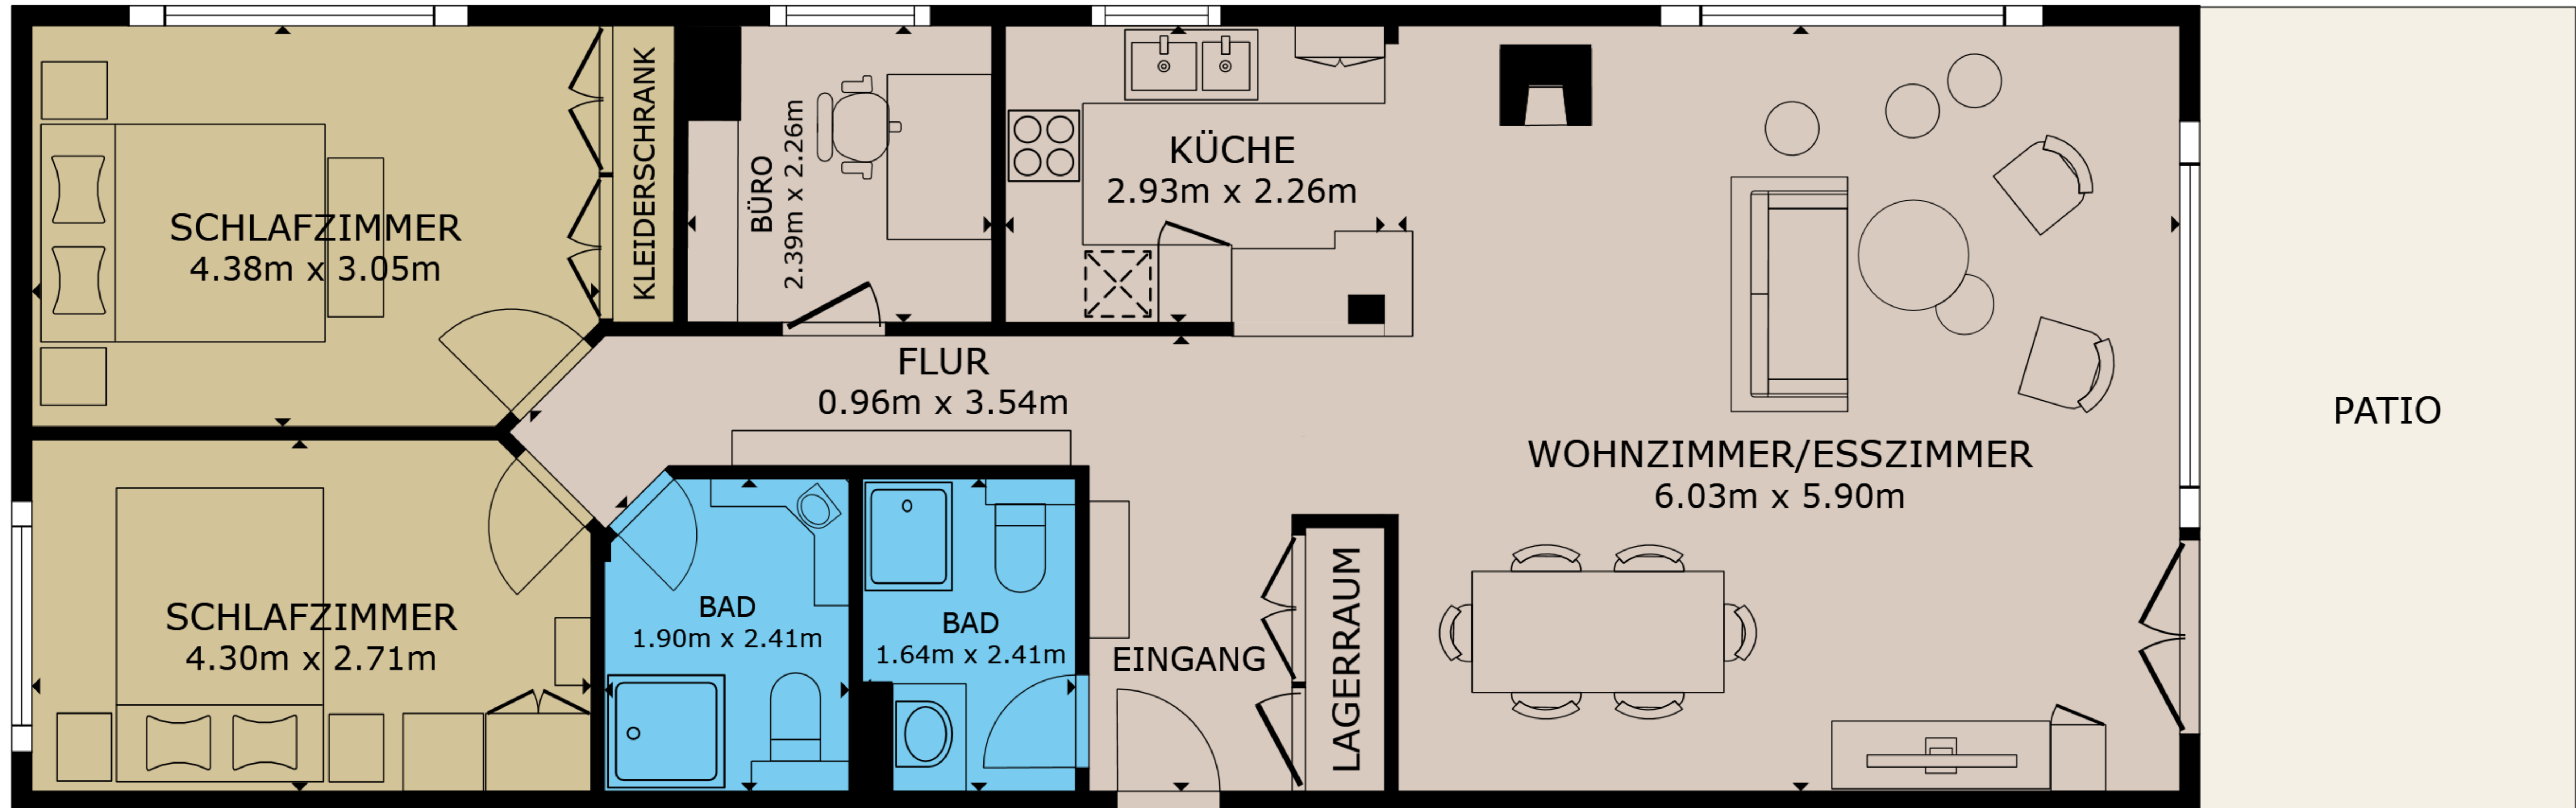 SCHLAFZIMMER
4.38m x 3.05m
KLEIDERSCHRANK
BÜRO
2.39m x 2.26m
KÜCHE
2.93m x 2.26m
FLUR
0.96m x 3.54m
WOHNZIMMER/ESSZIMMER
6.03m x 5.90m
PATIO
SCHLAFZIMMER
4.30m x 2.71m
BAD
1.90m x 2.41m
BAD
1.64m x 2.41m
EINGANG
LAGERRAUM